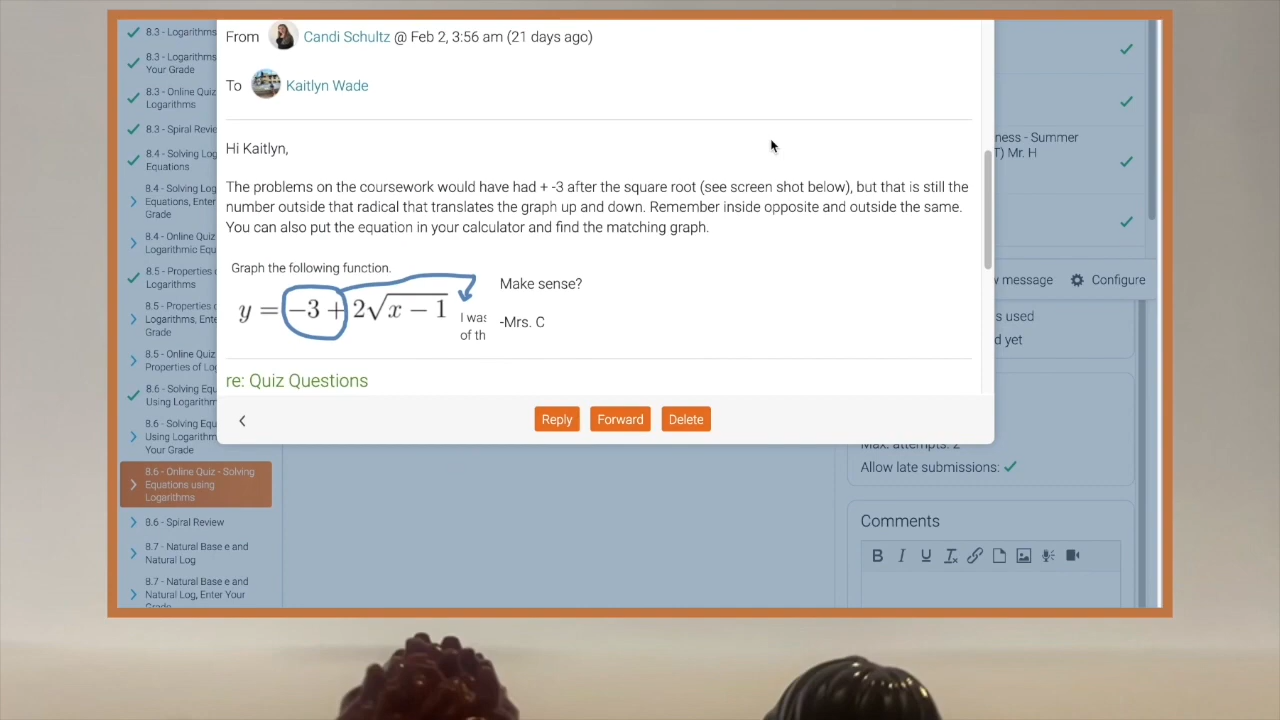 8.3 - Logarithms
8.3 - Logarithms
Your Grade
8.3 - Online Quiz
Logarithms
8.3 - Spiral Revie
8.4 - Solving Log
Equations
8.4 - Solving Log
Equations, Enter
Grade
8.4 - Online Quiz
Logarithmic Equ
8.5 - Properties o
Logarithms
8.5 - Properties o
Logarithms, Ente
Grade
8.5 - Online Quiz
Properties of Log
8.6 - Solving Equ
Using Logarithm
8.6 - Solving Equ
Using Logarithm
Your Grade
8.6 - Online Quiz - Solving
Equations using
Logarithms
8.6 - Spiral Review
8.7 - Natural Base e and
Natural Log
8.7 - Natural Base e and
Natural Log, Enter Your
Grade
From Candi Schultz @ Feb 2, 3:56 am (21 days ago)
To Kaitlyn Wade
Hi Kaitlyn,
The problems on the coursework would have had + -3 after the square root (see screen shot below), but that is still the
number outside that radical that translates the graph up and down. Remember inside opposite and outside the same.
You can also put the equation in your calculator and find the matching graph.
Graph the following function.
y = −3 + 2√x − 1
I was
of th
Make sense?
-Mrs. C
re: Quiz Questions
Reply Forward Delete
ness - Summer
T) Mr. H
w message Configure
s used
d yet
Max. attempts: 2
Allow late submissions:
Comments
B I U Tx